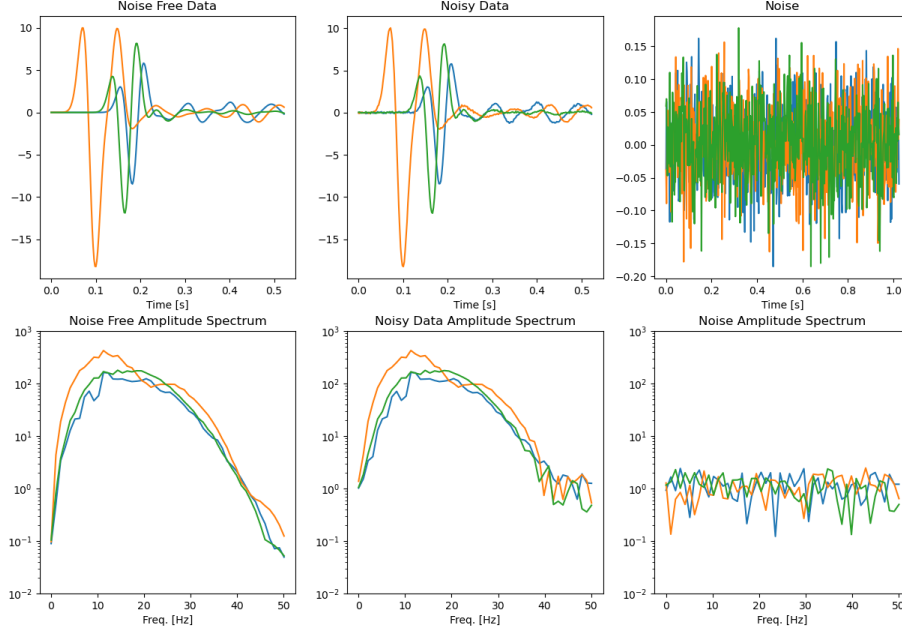 Noise Free Data
Noisy Data
Noise
10
5
0
−5
−10
−15
10
5
0
−5
−10
−15
0.15
0.10
0.05
0.00
−0.05
−0.10
−0.15
−0.20
0.0 0.1 0.2 0.3 0.4 0.5
0.0 0.1 0.2 0.3 0.4 0.5
0.0 0.2 0.4 0.6 0.8 1.0
Time [s]
Time [s]
Time [s]
Noise Free Amplitude Spectrum
Noisy Data Amplitude Spectrum
Noise Amplitude Spectrum
10³
10²
10¹
10⁰
10⁻¹
10⁻²
10³
10²
10¹
10⁰
10⁻¹
10⁻²
10³
10²
10¹
10⁰
10⁻¹
10⁻²
0 10 20 30 40 50
0 10 20 30 40 50
0 10 20 30 40 50
Freq. [Hz]
Freq. [Hz]
Freq. [Hz]